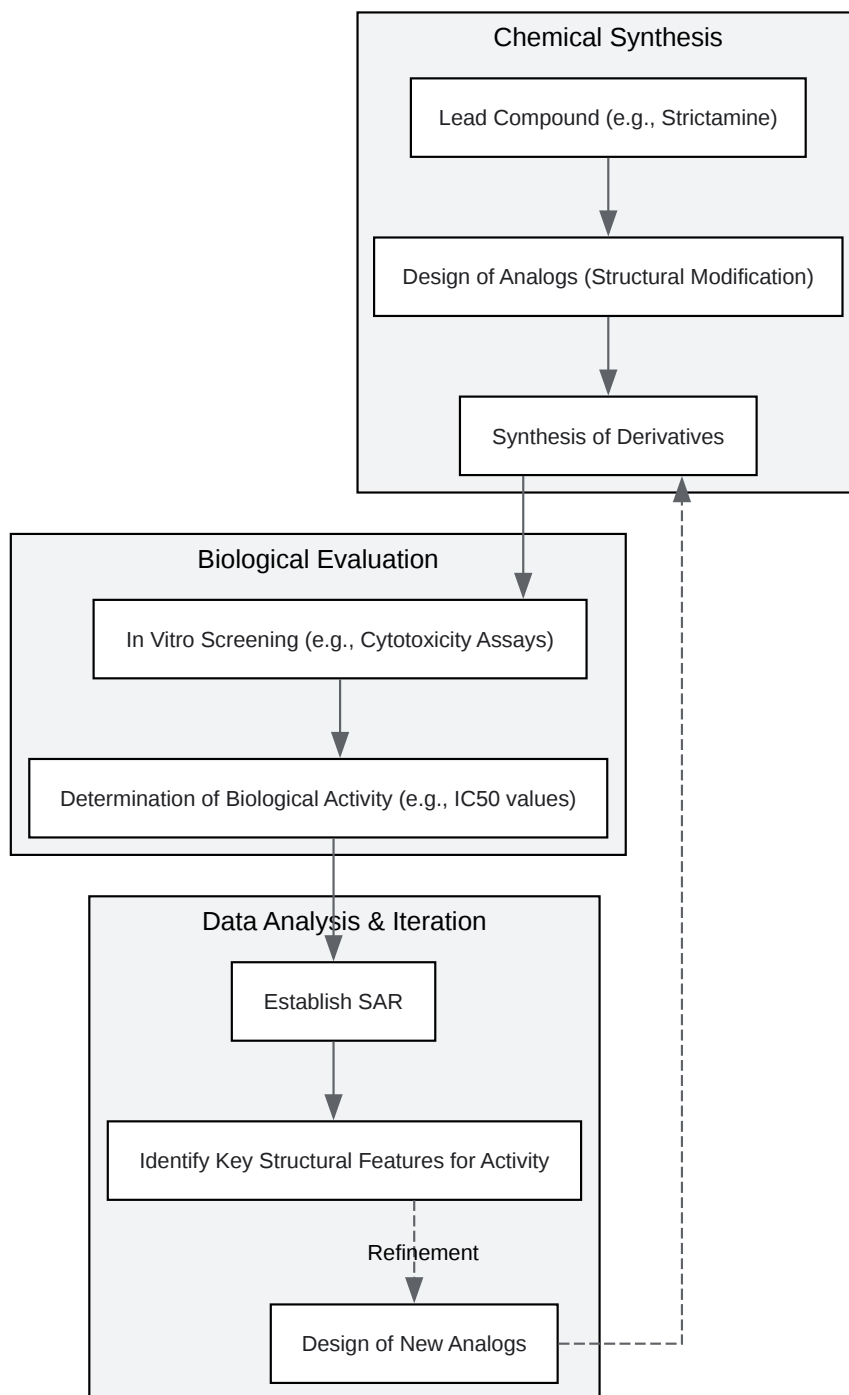 Chemical Synthesis
Lead Compound (e.g., Strictamine)
Design of Analogs (Structural Modification)
Synthesis of Derivatives
Biological Evaluation
In Vitro Screening (e.g., Cytotoxicity Assays)
Determination of Biological Activity (e.g., IC50 values)
Data Analysis & Iteration
Establish SAR
Identify Key Structural Features for Activity
Refinement
Design of New Analogs